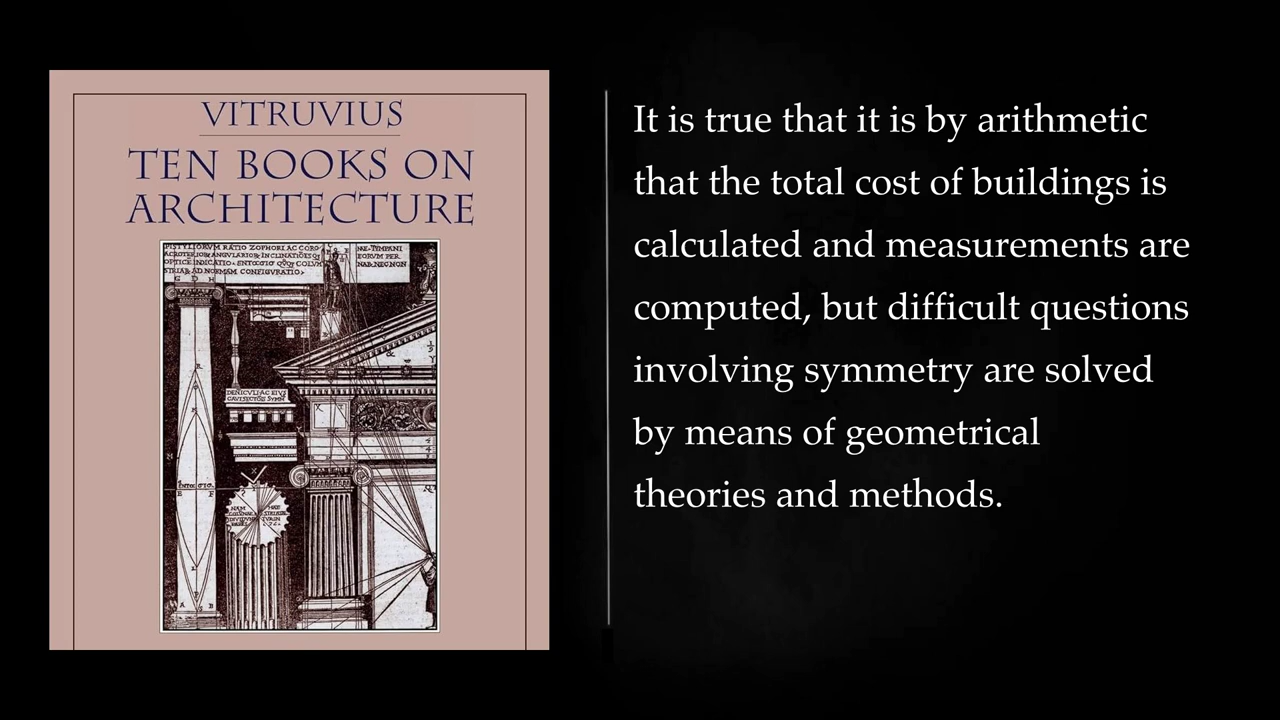 VITRUVIUS
TEN BOOKS ON
ARCHITECTURE
It is true that it is by arithmetic
that the total cost of buildings is
calculated and measurements are
computed, but difficult questions
involving symmetry are solved
by means of geometrical
theories and methods.